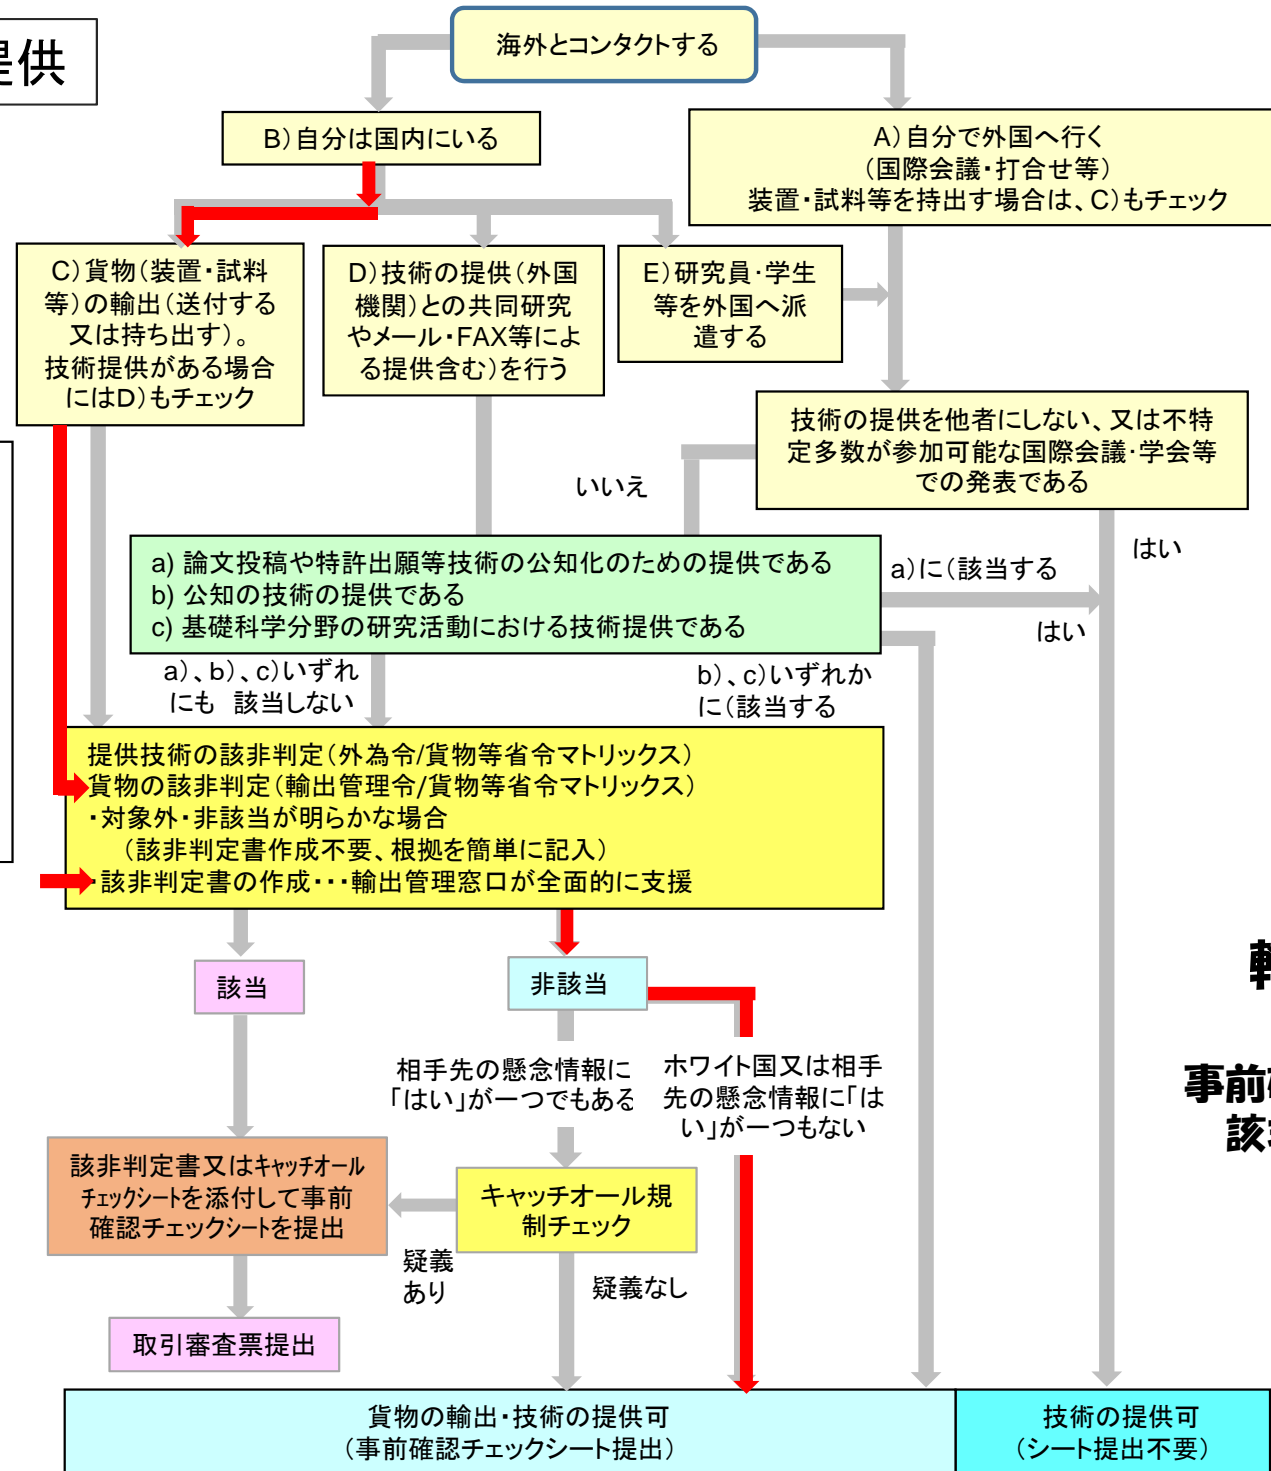 提供
海外とコンタクトする
B)自分は国内にいる
A)自分で外国へ行く
(国際会議・打合せ等)
装置・試料等を持出す場合は、C)もチェック
C)貨物(装置・試料
等)の輸出(送付する
又は持ち出す)。
技術提供がある場合
にはD)もチェック
D)技術の提供(外国
機関)との共同研究
やメール・FAX等によ
る提供含む)を行う
E)研究員・学生
等を外国へ派
遣する
技術の提供を他者にしない、又は不特
定多数が参加可能な国際会議・学会等
での発表である
いいえ
はい
a) 論文投稿や特許出願等技術の公知化のための提供である
b) 公知の技術の提供である
c) 基礎科学分野の研究活動における技術提供である
a)に(該当する
はい
a)、b)、c)いずれ
にも 該当しない
b)、c)いずれか
に(該当する
提供技術の該非判定(外為令/貨物等省令マトリックス)
貨物の該非判定(輸出管理令/貨物等省令マトリックス)
・対象外・非該当が明らかな場合
(該非判定書作成不要、根拠を簡単に記入)
・該非判定書の作成・・・輸出管理窓口が全面的に支援
該当
非該当
相手先の懸念情報に
「はい」が一つでもある
ホワイト国又は相手
先の懸念情報に「は
い」が一つもない
事前
該
該非判定書又はキャッチオール
チェックシートを添付して事前
確認チェックシートを提出
キャッチオール規
制チェック
疑義
あり
疑義なし
取引審査票提出
貨物の輸出・技術の提供可
(事前確認チェックシート提出)
技術の提供可
(シート提出不要)